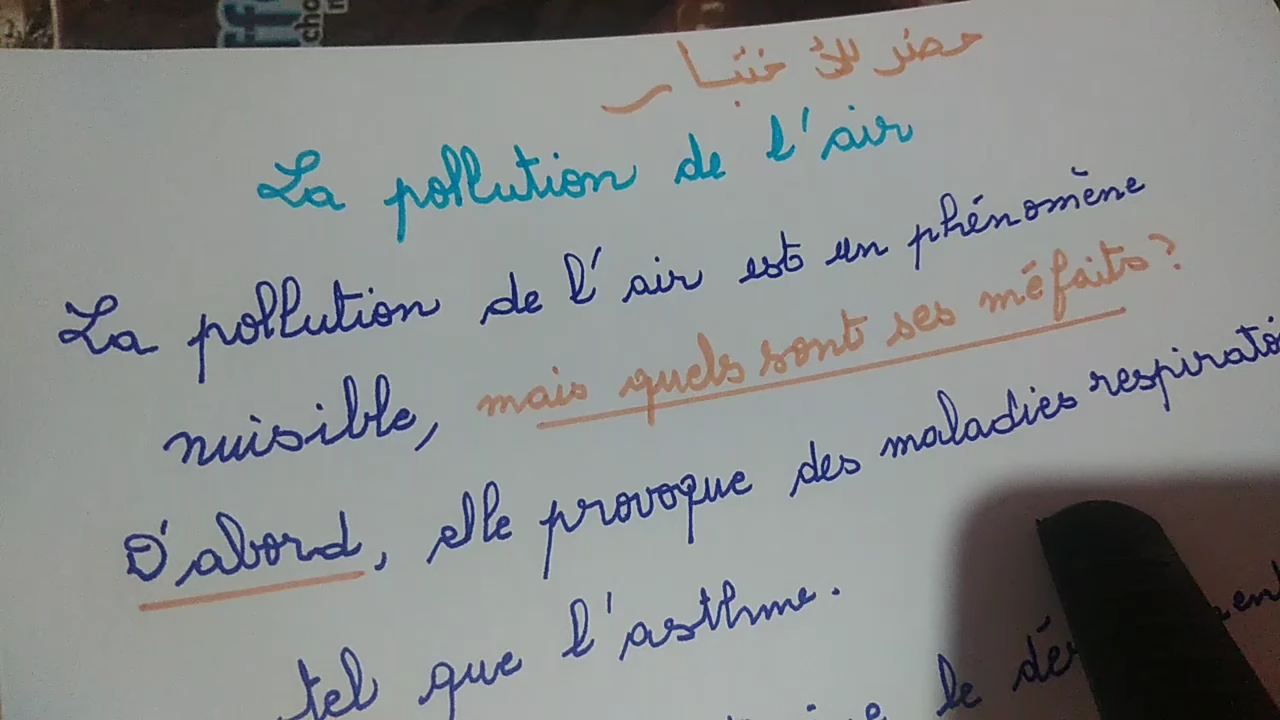 حضر للإختبار
La pollution de l'air
La pollution de l'air est un phénomène
nuisible, mais quels sont ses méfaits?
D'abord, elle provoque des maladies
tel que l'asthme.
le